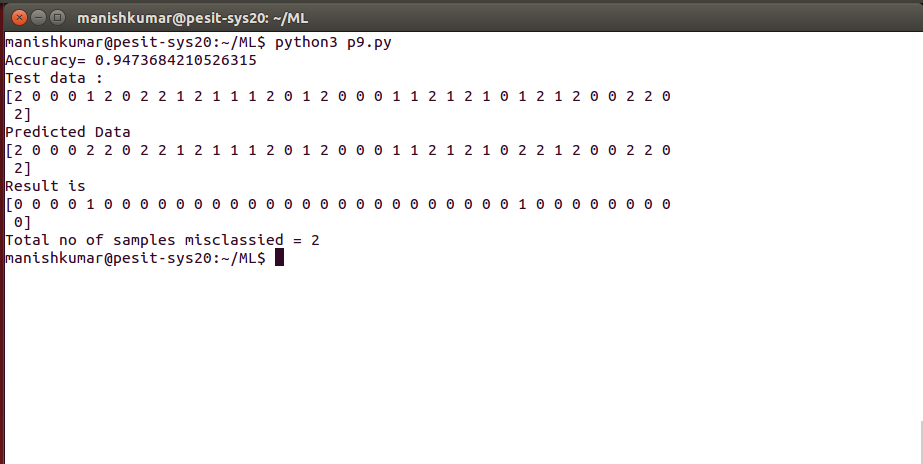 manishkumar@pesit-sys20: ~/ML
manishkumar@pesit-sys20:~/ML$ python3 p9.py
Accuracy= 0.9473684210526315
Test data :
[2 0 0 0 1 2 0 2 2 1 2 1 1 1 2 0 1 2 0 0 0 1 1 2 1 2 1 0 1 2 1 2 0 0 2 2 0
2]
Predicted Data
[2 0 0 0 2 2 0 2 2 1 2 1 1 1 2 0 1 2 0 0 0 1 1 2 1 2 1 0 2 2 1 2 0 0 2 2 0
2]
Result is
[0 0 0 0 1 0 0 0 0 0 0 0 0 0 0 0 0 0 0 0 0 0 0 0 0 0 0 0 1 0 0 0 0 0 0 0 0
0]
Total no of samples misclassied = 2
manishkumar@pesit-sys20:~/ML$